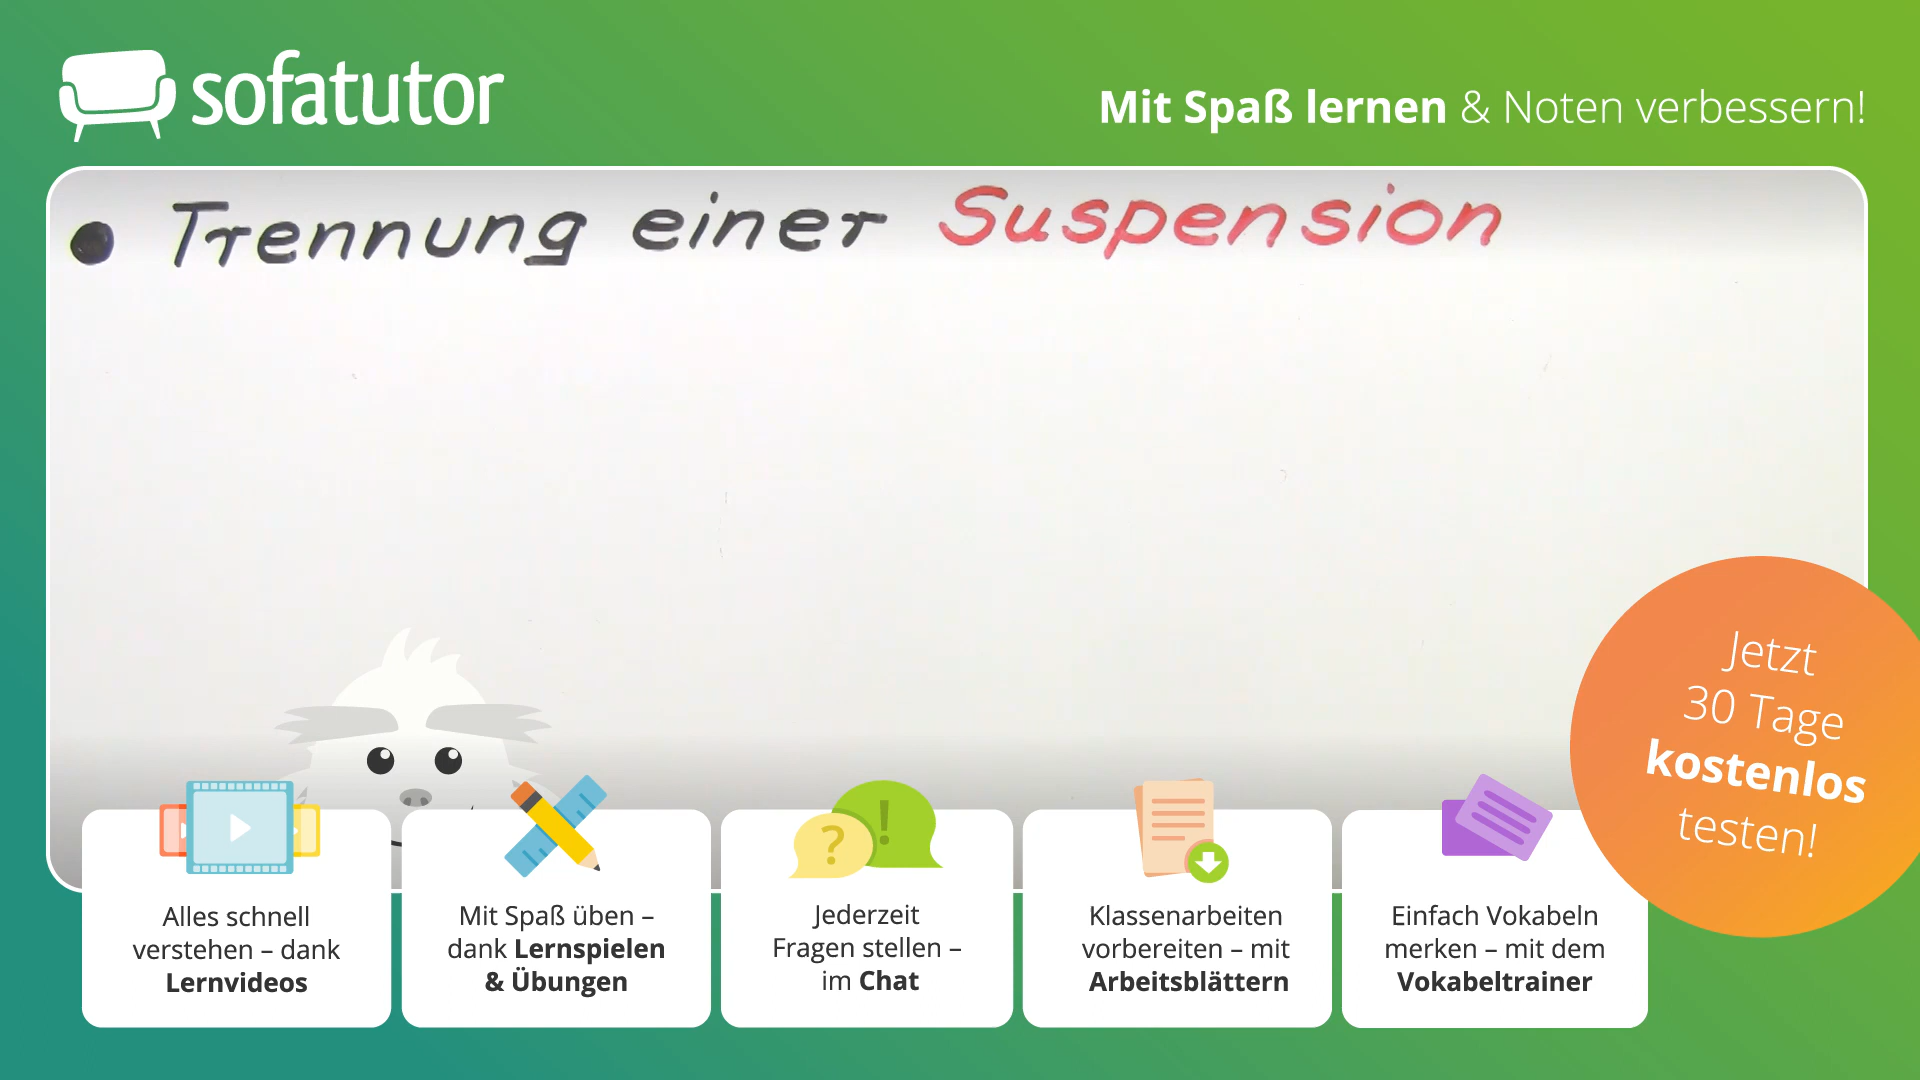 sofatutor
Mit Spaß lernen & Noten verbessern!
• Trennung einer Suspension
Jetzt
30 Tage
kostenlos
testen!
? !
Alles schnell
verstehen – dank
Lernvideos
Mit Spaß üben –
dank Lernspielen
& Übungen
Jederzeit
Fragen stellen –
im Chat
Klassenarbeiten
vorbereiten – mit
Arbeitsblättern
Einfach Vokabeln
merken – mit dem
Vokabeltrainer